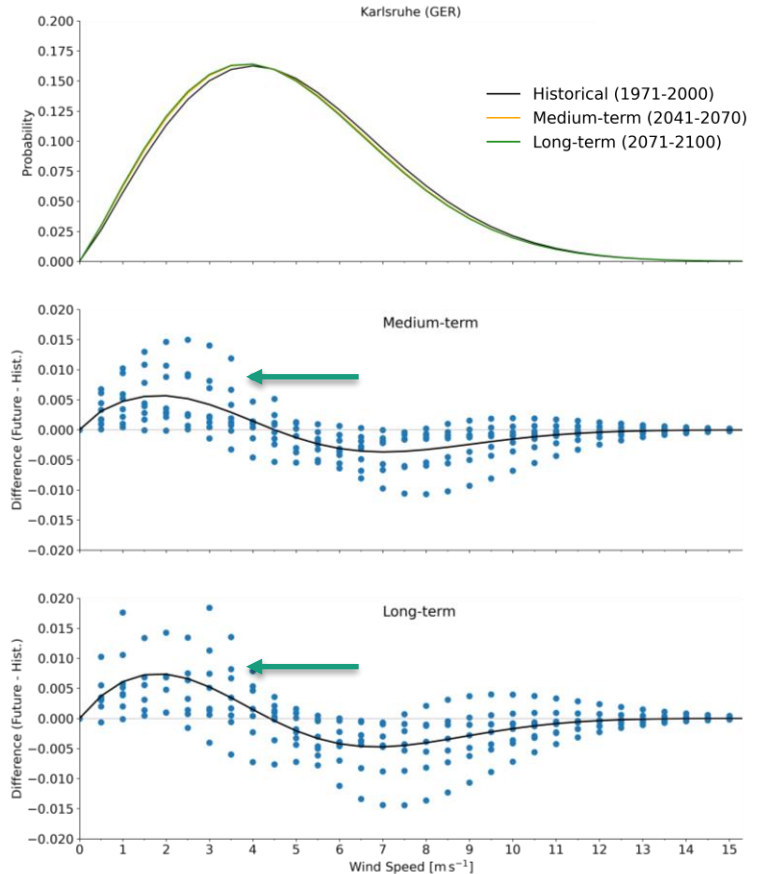 Karlsruhe (GER)
0.200
0.175
0.150
0.125
0.100
0.075
0.050
0.025
0.000
Probability
Historical (1971-2000)
Medium-term (2041-2070)
Long-term (2071-2100)
0.020
0.015
0.010
0.005
0.000
−0.005
−0.010
−0.015
−0.020
Difference (Future - Hist.)
Medium-term
0.020
0.015
0.010
0.005
0.000
−0.005
−0.010
−0.015
−0.020
Difference (Future - Hist.)
Long-term
0 1 2 3 4 5 6 7 8 9 10 11 12 13 14 15
Wind Speed [m s⁻¹]